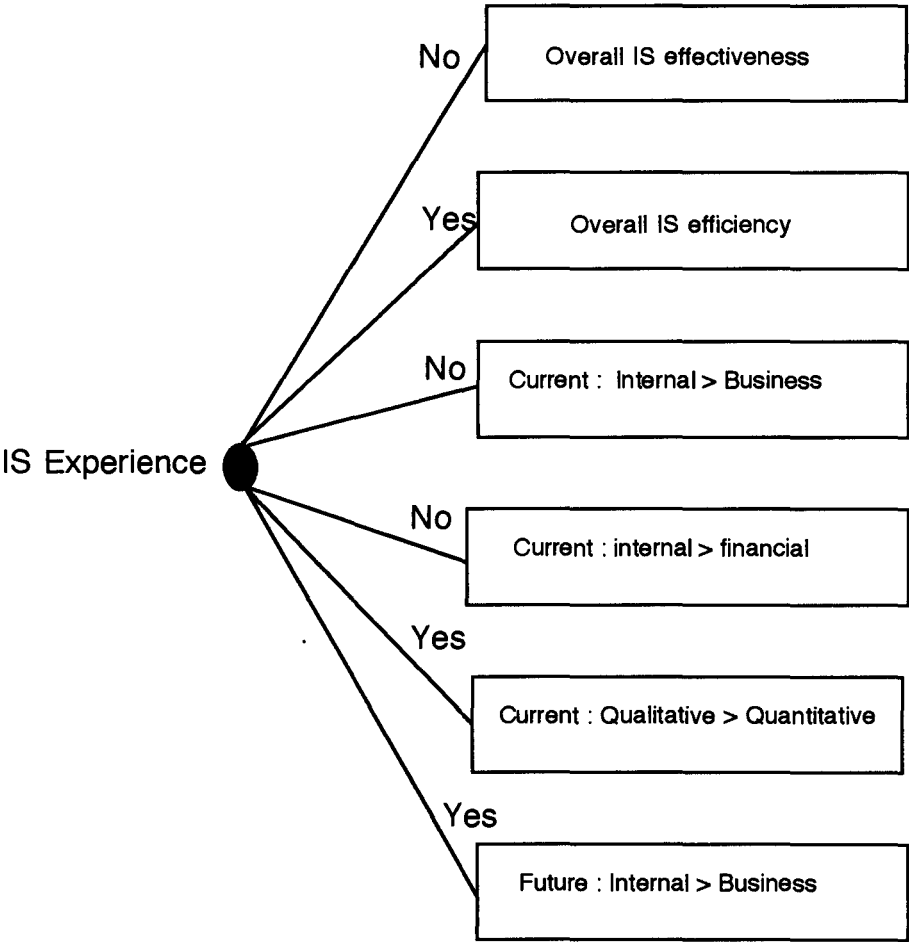 No
Overall IS effectiveness
Yes
Overall IS efficiency
No
Current : Internal > Business
IS Experience
No
Current : internal > financial
Yes
Current : Qualitative > Quantitative
Yes
Future : Internal > Business